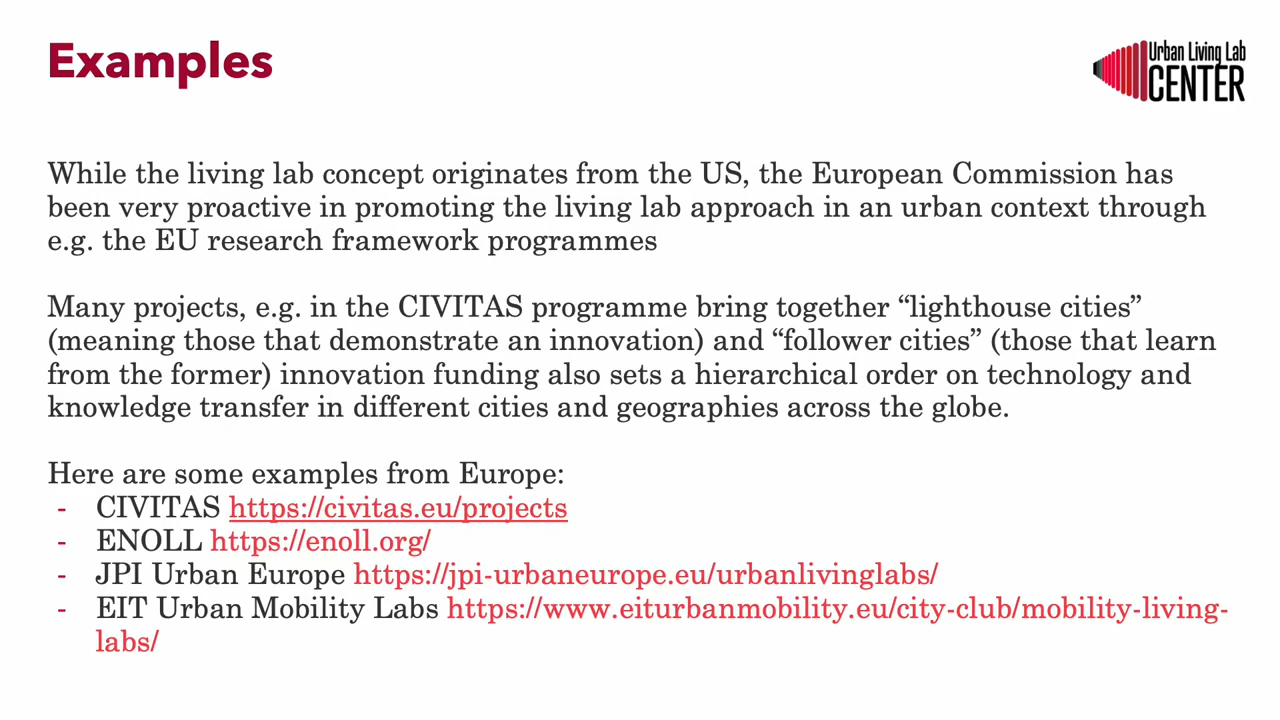 Examples
Urban Living Lab
CENTER
While the living lab concept originates from the US, the European Commission has
been very proactive in promoting the living lab approach in an urban context through
e.g. the EU research framework programmes
Many projects, e.g. in the CIVITAS programme bring together “lighthouse cities”
(meaning those that demonstrate an innovation) and “follower cities” (those that learn
from the former) innovation funding also sets a hierarchical order on technology and
knowledge transfer in different cities and geographies across the globe.
Here are some examples from Europe:
- CIVITAS https://civitas.eu/projects
- ENOLL https://enoll.org/
- JPI Urban Europe https://jpi-urbaneurope.eu/urbanlivinglabs/
- EIT Urban Mobility Labs https://www.eiturbanmobility.eu/city-club/mobility-living-
labs/